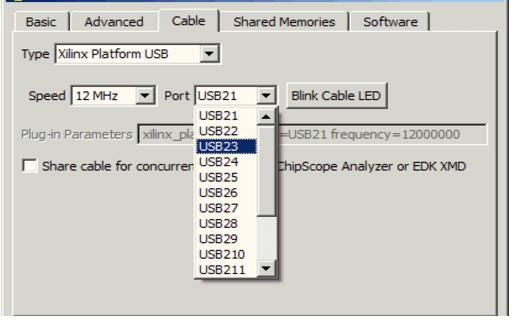 Basic Advanced Cable Shared Memories Software
Type Xilinx Platform USB
Speed 12 MHz Port USB21 Blink Cable LED
USB21
Plug-in Parameters xilinx_pla =USB21 frequency=12000000
USB22
USB23
Share cable for concurren ChipScope Analyzer or EDK XMD
USB24
USB25
USB26
USB27
USB28
USB29
USB210
USB211